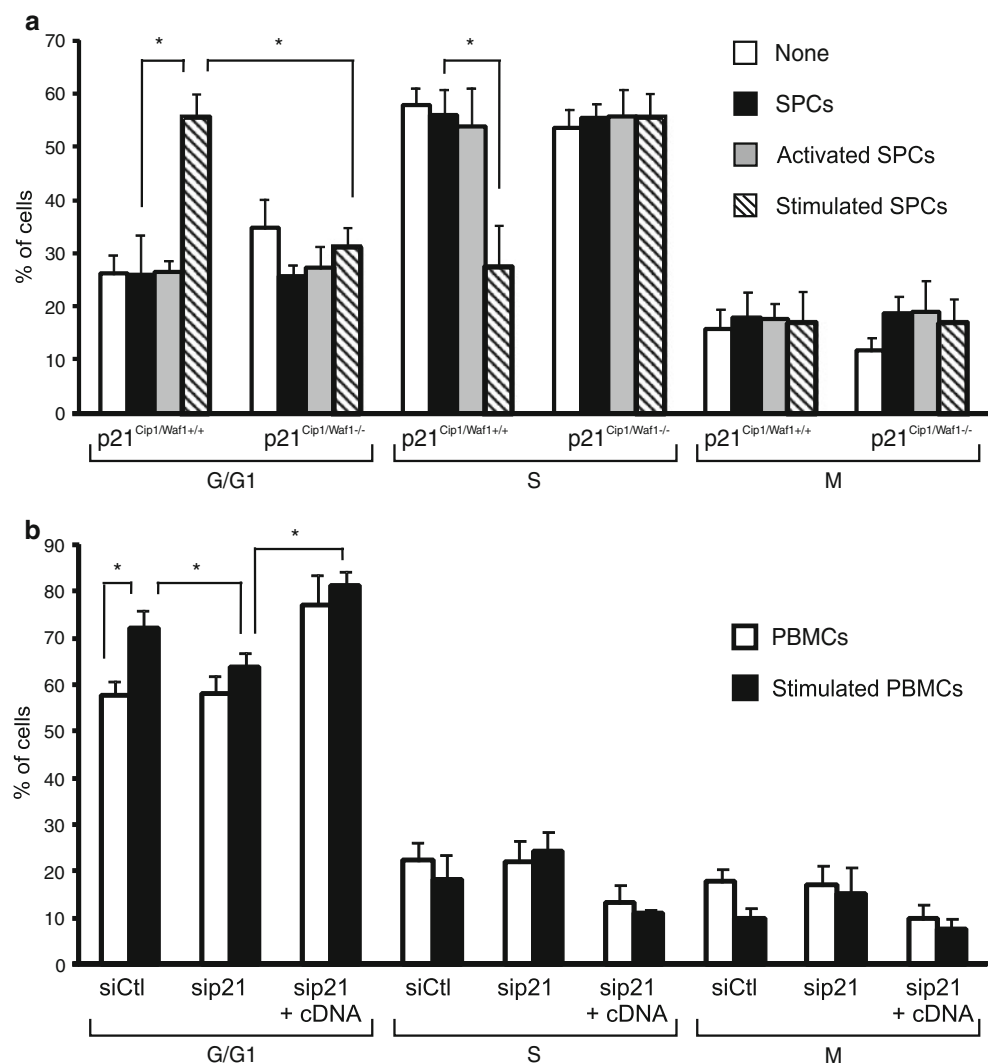 a
70
60
50
40
30
20
10
0
% of cells
* * *
None
SPCs
Activated SPCs
Stimulated SPCs
p21Cip1/Waf1+/+ p21Cip1/Waf1-/- p21Cip1/Waf1+/+ p21Cip1/Waf1-/- p21Cip1/Waf1+/+ p21Cip1/Waf1-/-
G/G1 S M
b
90
80
70
60
50
40
30
20
10
0
% of cells
* * *
PBMCs
Stimulated PBMCs
siCtl sip21 sip21 siCtl sip21 sip21 siCtl sip21 sip21
+ cDNA + cDNA + cDNA
G/G1 S M